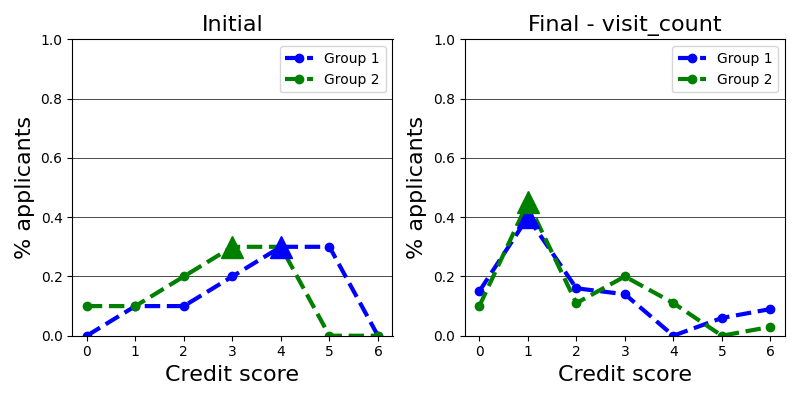 Initial
Final - visit_count
1.0
0.8
0.6
0.4
0.2
0.0
% applicants
Group 1
Group 2
0 1 2 3 4 5 6
Credit score
1.0
0.8
0.6
0.4
0.2
0.0
% applicants
Group 1
Group 2
0 1 2 3 4 5 6
Credit score